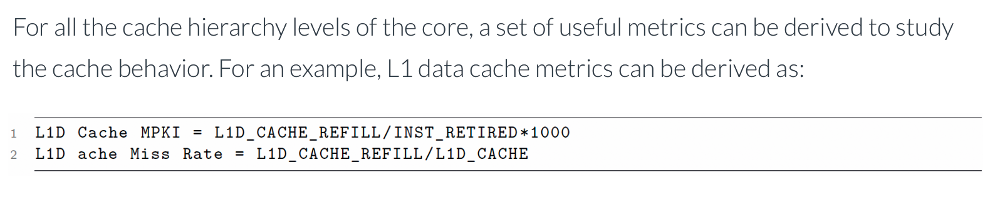 For all the cache hierarchy levels of the core, a set of useful metrics can be derived to study
the cache behavior. For an example, L1 data cache metrics can be derived as:
1 L1D Cache MPKI = L1D_CACHE_REFILL/INST_RETIRED*1000
2 L1D ache Miss Rate = L1D_CACHE_REFILL/L1D_CACHE